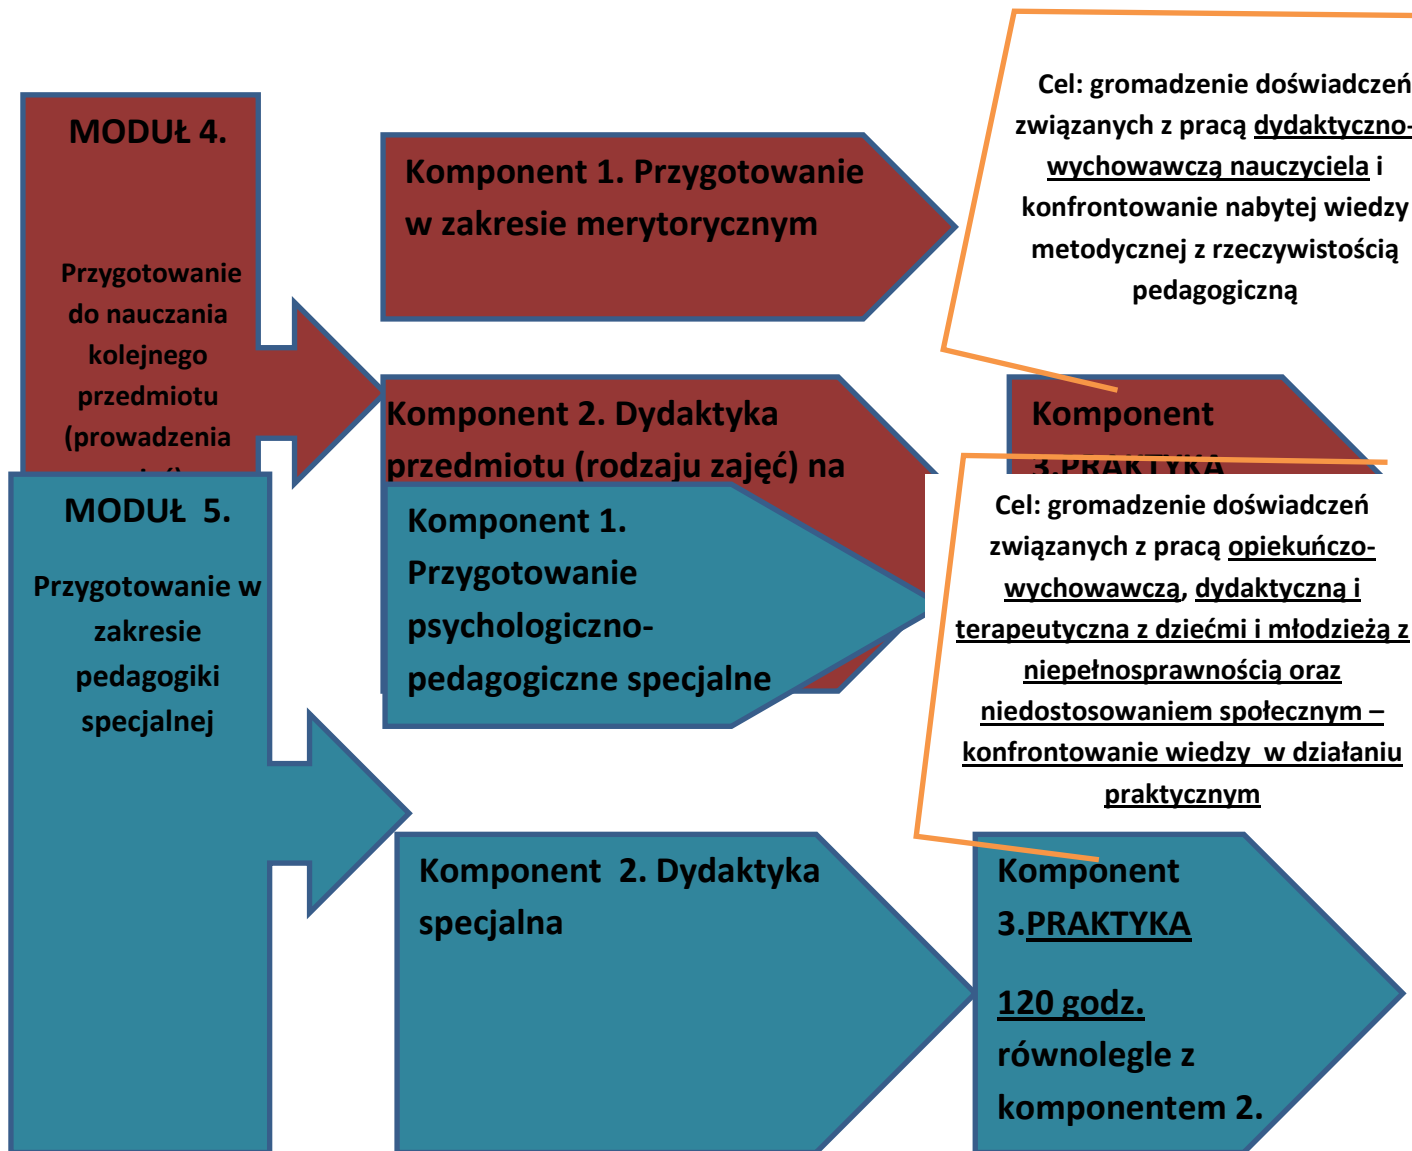 MODUŁ 4.
Przygotowanie
do nauczania
kolejnego
przedmiotu
(prowadzenia
Komponent 1. Przygotowanie
w zakresie merytorycznym
Cel: gromadzenie doświadczeń
związanych z pracą dydaktyczno-
wychowawczą nauczyciela i
konfrontowanie nabytej wiedzy
metodycznej z rzeczywistością
pedagogiczną
Komponent 2. Dydaktyka
przedmiotu (rodzaju zajęć) na
Komponent
3.PRAKTYKA
MODUŁ  5.
Przygotowanie w
zakresie
pedagogiki
specjalnej
Komponent 1.
Przygotowanie
psychologiczno-
pedagogiczne specjalne
Cel: gromadzenie doświadczeń
związanych z pracą opiekuńczo-
wychowawczą, dydaktyczną i
terapeutyczna z dziećmi i młodzieżą z
niepełnosprawnością oraz
niedostosowaniem społecznym –
konfrontowanie wiedzy  w działaniu
praktycznym
Komponent  2. Dydaktyka
specjalna
Komponent
3.PRAKTYKA
120 godz.
równolegle z
komponentem 2.